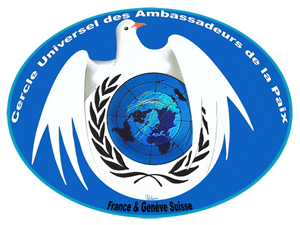 Cercle Universel des Ambassadeurs de la Paix
France & Genève Suisse